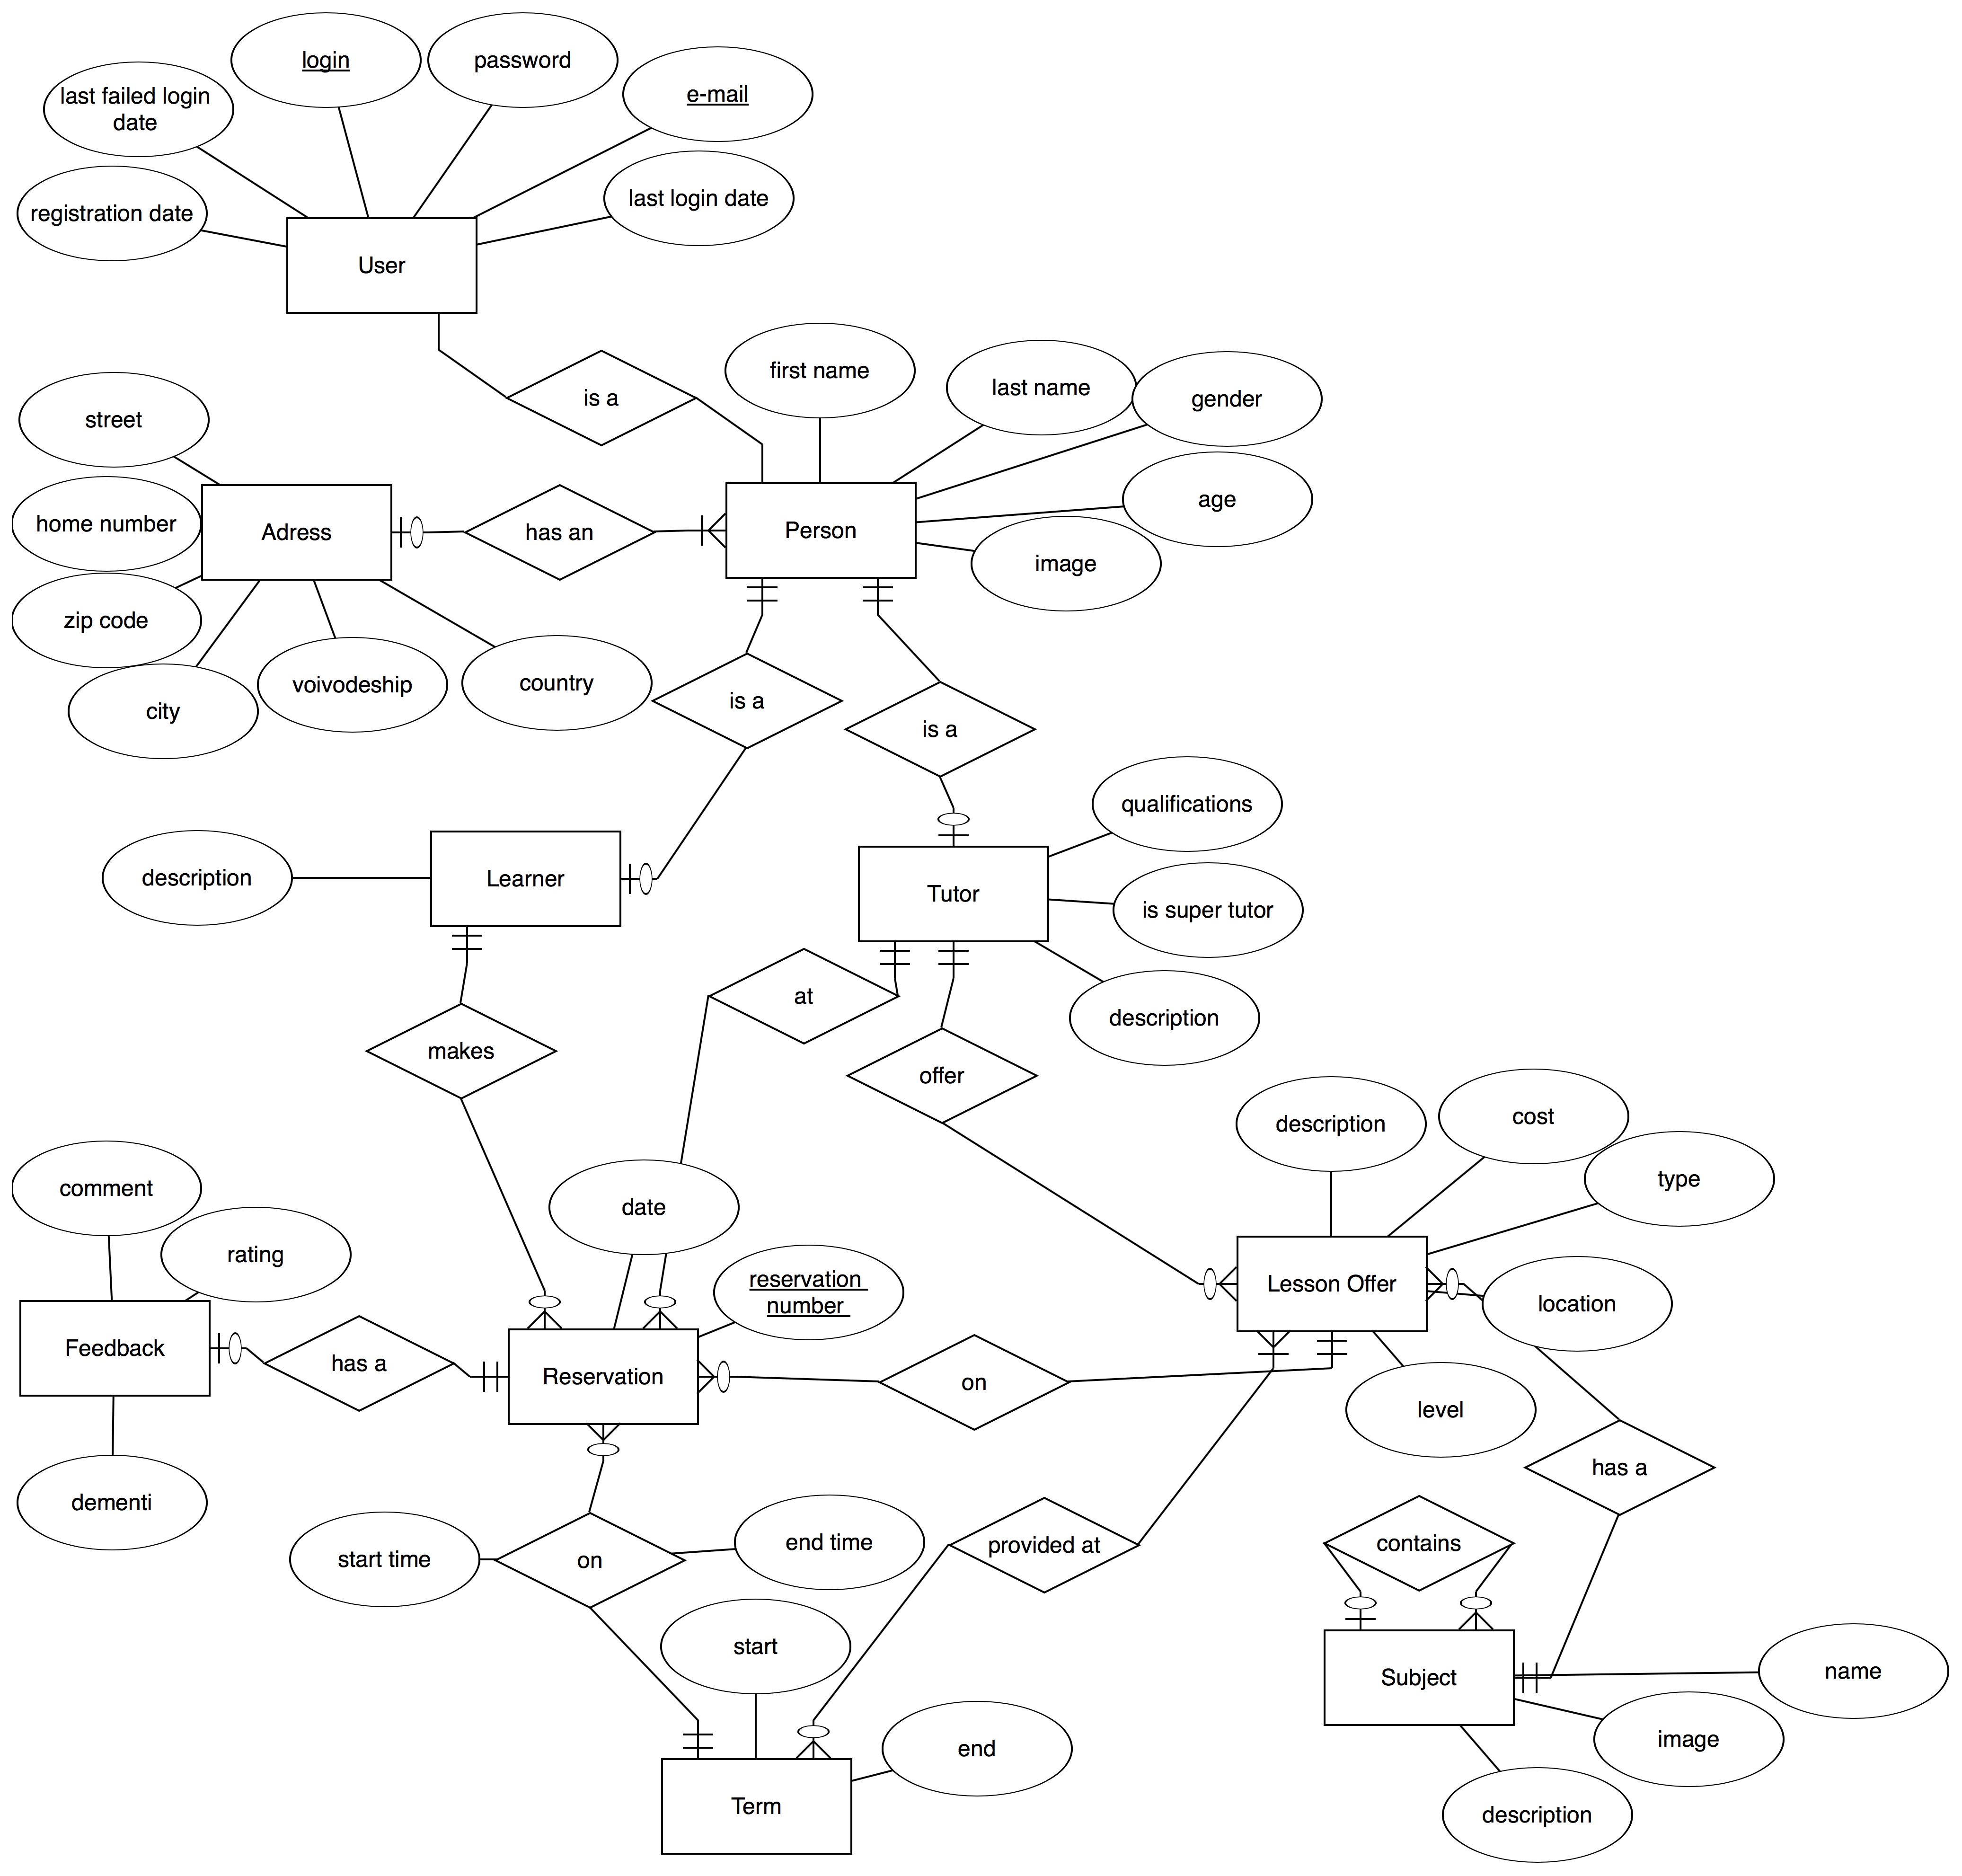 login
password
e-mail
last failed login
date
last login date
registration date
User
first name
last name
gender
is a
street
age
home number
Adress
has an
Person
image
zip code
city
voivodeship
country
is a
is a
qualifications
description
Learner
Tutor
is super tutor
at
description
makes
offer
description
cost
type
comment
date
rating
reservation
number
Lesson Offer
location
Feedback
has a
Reservation
on
level
has a
dementi
start time
on
end time
provided at
contains
start
Subject
name
end
image
Term
description